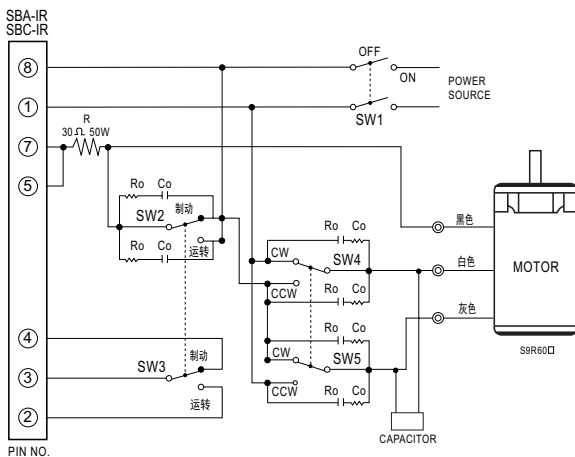 SBA-IR
SBC-IR
8
1
7
5
4
3
2
PIN NO.
R
30Ω 50W
OFF
ON
SW1
POWER
SOURCE
Ro Co
制动
SW2
Ro Co
运转
Ro Co
CW
SW4
CCW
Ro Co
Ro Co
CW
SW5
CCW
Ro Co
制动
SW3
运转
CAPACITOR
黑色
白色
灰色
MOTOR
S9R60□